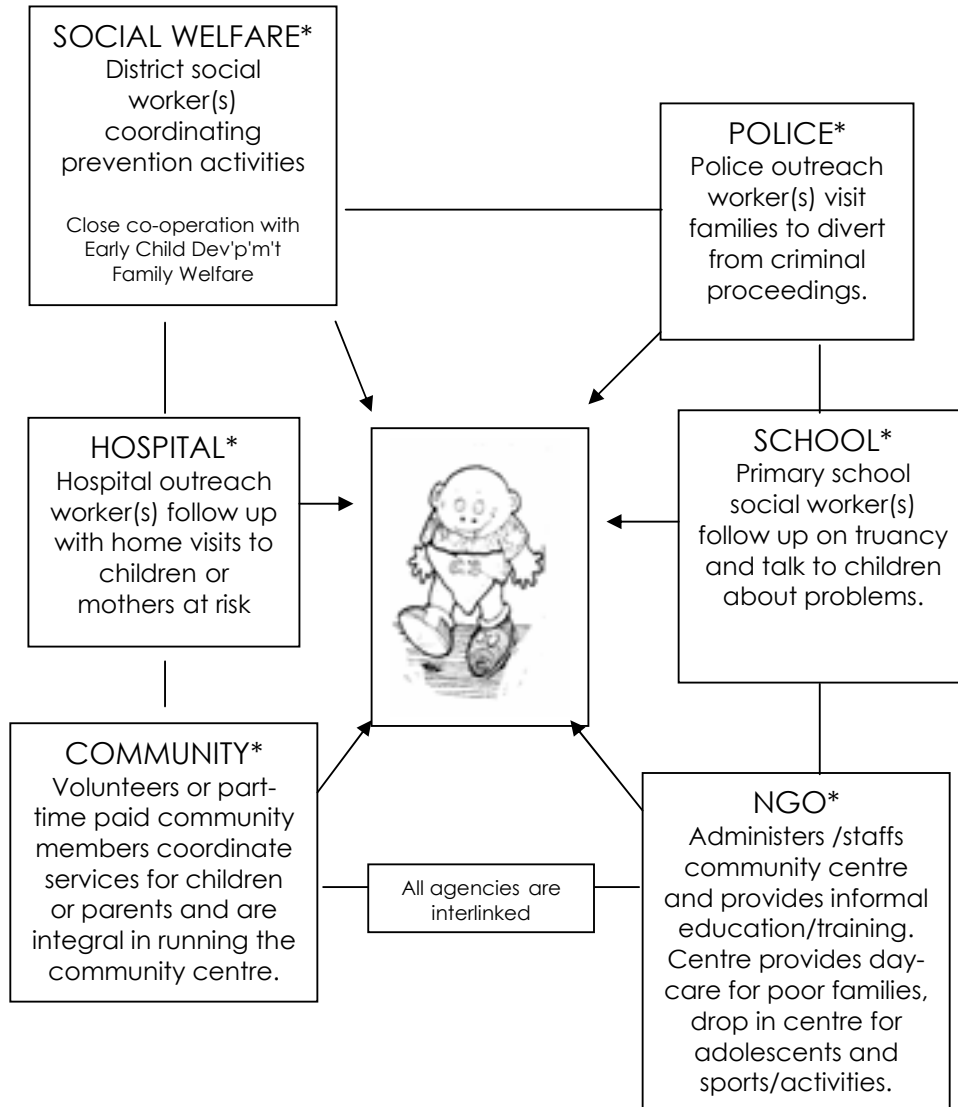 SOCIAL WELFARE*
District social
worker(s)
coordinating
prevention activities
Close co-operation with
Early Child Dev'p'm't
Family Welfare
POLICE*
Police outreach
worker(s) visit
families to divert
from criminal
proceedings.
HOSPITAL*
Hospital outreach
worker(s) follow up
with home visits to
children or
mothers at risk
SCHOOL*
Primary school
social worker(s)
follow up on truancy
and talk to children
about problems.
COMMUNITY*
Volunteers or part-
time paid community
members coordinate
services for children
or parents and are
integral in running the
community centre.
All agencies are
interlinked
NGO*
Administers /staffs
community centre
and provides informal
education/training.
Centre provides day-
care for poor families,
drop in centre for
adolescents and
sports/activities.